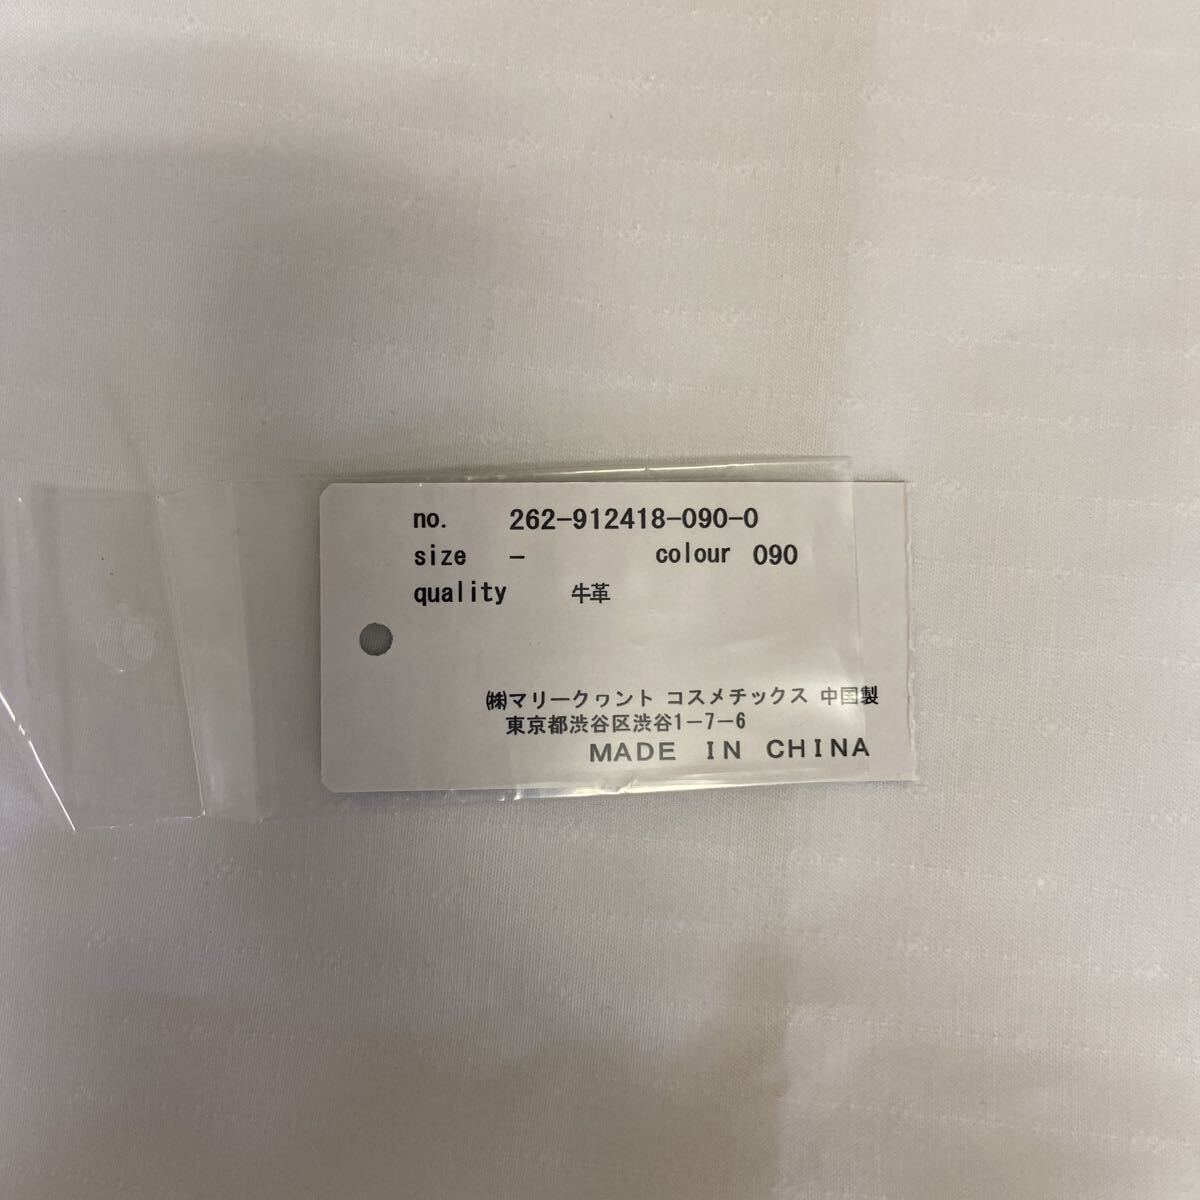 no. 262-912418-090-0
size - colour 090
quality 牛革
㈱マリークヮント コスメチックス 中国製
東京都渋谷区渋谷1-7-6
MADE IN CHINA